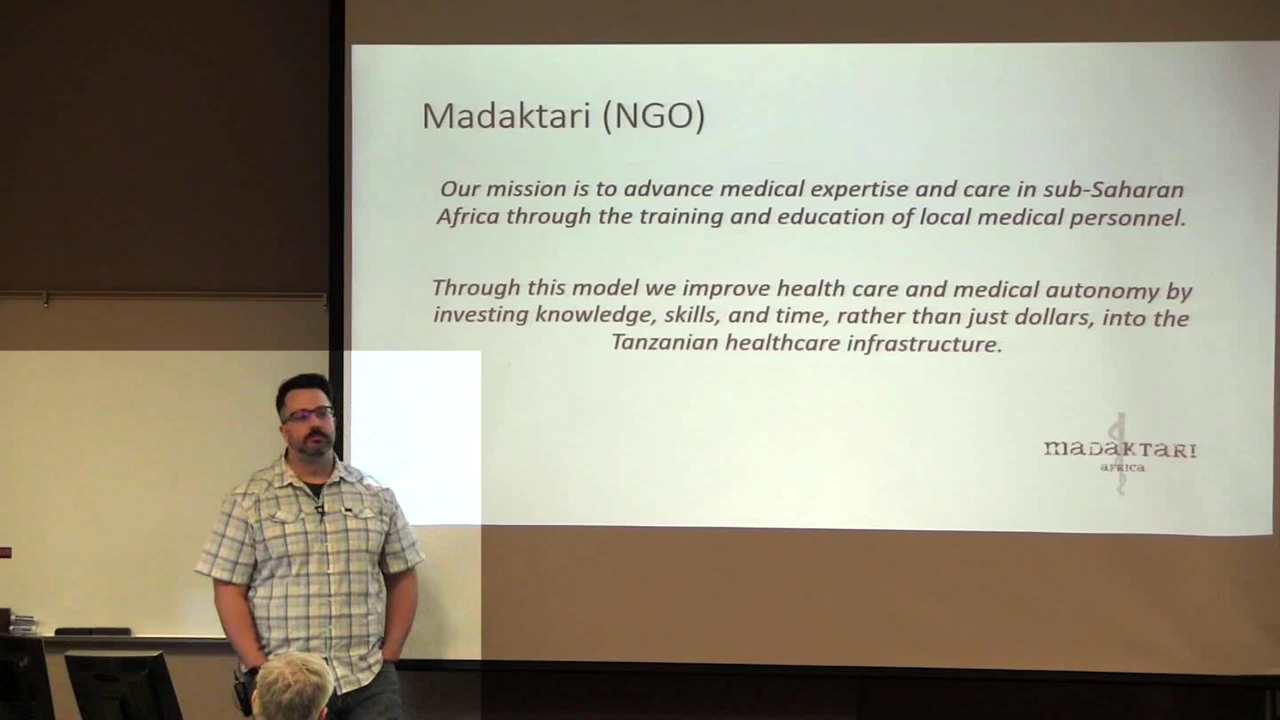 Madaktari (NGO)
Our mission is to advance medical expertise and care in sub-Saharan
Africa through the training and education of local medical personnel.
Through this model we improve health care and medical autonomy by
investing knowledge, skills, and time, rather than just dollars, into the
Tanzanian healthcare infrastructure.
maDaKTaRI
aFRICa